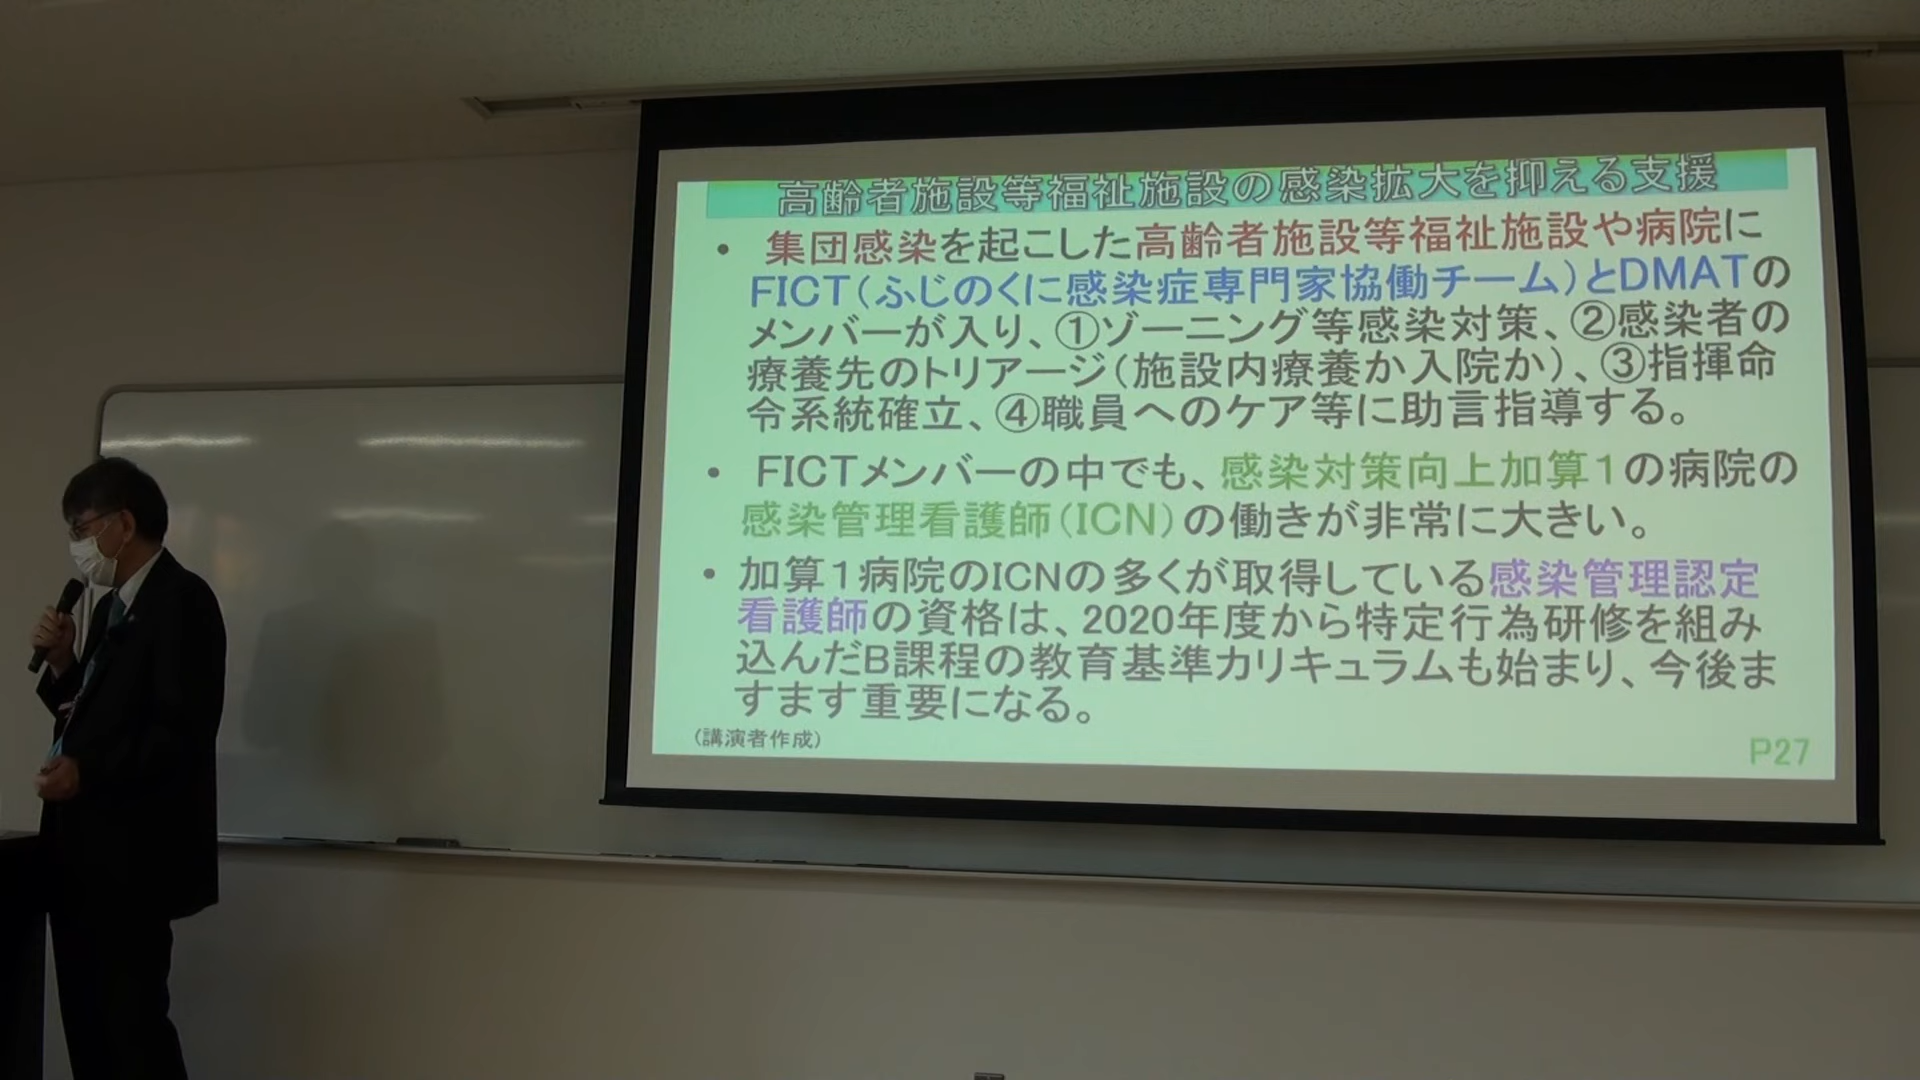 高齢者施設等福祉施設の感染拡大を抑える支援
• 集団感染を起こした高齢者施設等福祉施設や病院に
FICT(ふじのくに感染症専門家協働チーム)とDMATの
メンバーが入り、①ゾーニング等感染対策、②感染者の
療養先のトリアージ(施設内療養か入院か)、③指揮命
令系統確立、④職員へのケア等に助言指導する。
• FICTメンバーの中でも、感染対策向上加算1の病院の
感染管理看護師(ICN)の働きが非常に大きい。
• 加算1病院のICNの多くが取得している感染管理認定
看護師の資格は、2020年度から特定行為研修を組み
込んだB課程の教育基準カリキュラムも始まり、今後ま
すます重要になる。
(講演者作成)
P27